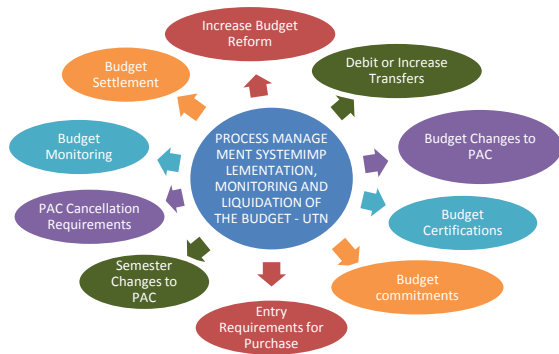 Increase Budget
Reform
Debit or Increase
Transfers
Budget Changes to
PAC
Budget
Certifications
Budget
commitments
Entry
Requirements for
Purchase
Semester
Changes to PAC
PAC Cancellation
Requirements
Budget
Monitoring
Budget
Settlement
PROCESS MANAGE
MENT SYSTEMIMP
LEMENTATION,
MONITORING AND
LIQUIDATION OF
THE BUDGET - UTN